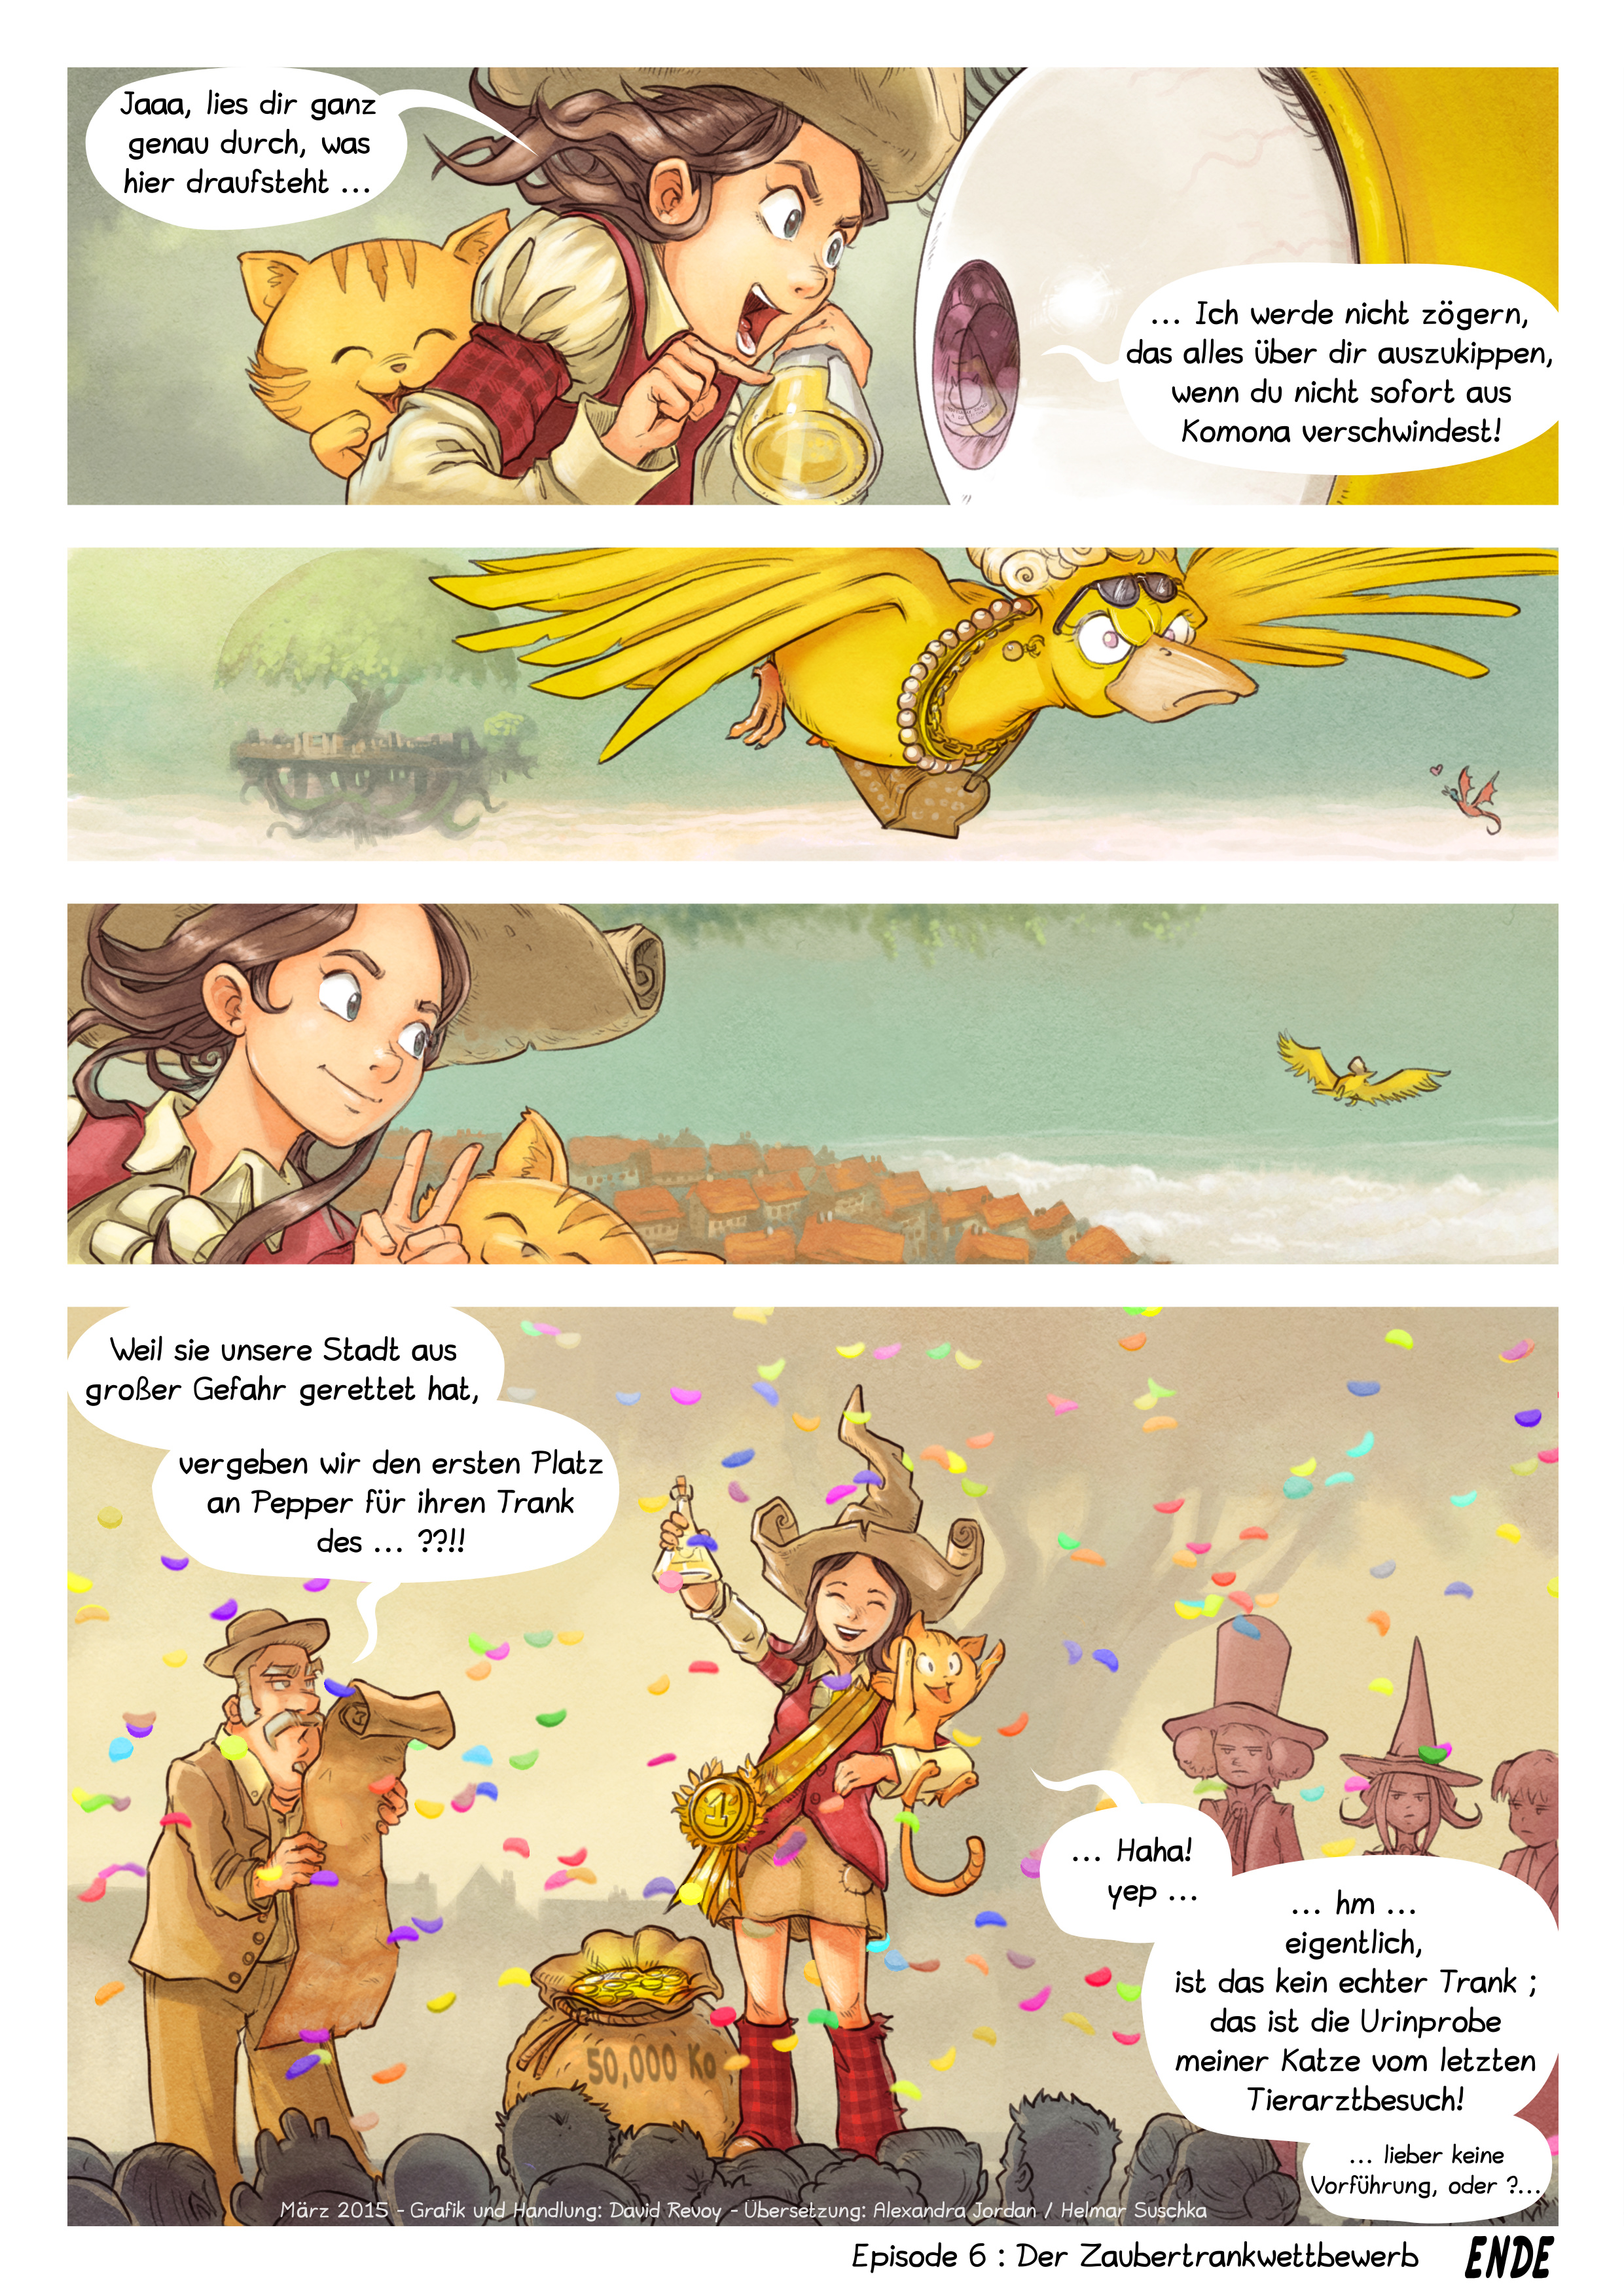 Jaaa, lies dir ganz
genau durch, was
hier draufsteht ...
... Ich werde nicht zögern,
das alles über dir auszukippen,
wenn du nicht sofort aus
Komona verschwindest!
Weil sie unsere Stadt aus
großer Gefahr gerettet hat,
vergeben wir den ersten Platz
an Pepper für ihren Trank
des ... ??!!
1
50,000 Ko
... Haha!
yep ...
... hm ...
eigentlich,
ist das kein echter Trank ;
das ist die Urinprobe
meiner Katze vom letzten
Tierarztbesuch!
... lieber keine
Vorführung, oder ?...
März 2015 - Grafik und Handlung: David Revoy - Übersetzung: Alexandra Jordan / Helmar Suschka
Episode 6 : Der Zaubertrankwettbewerb ENDE